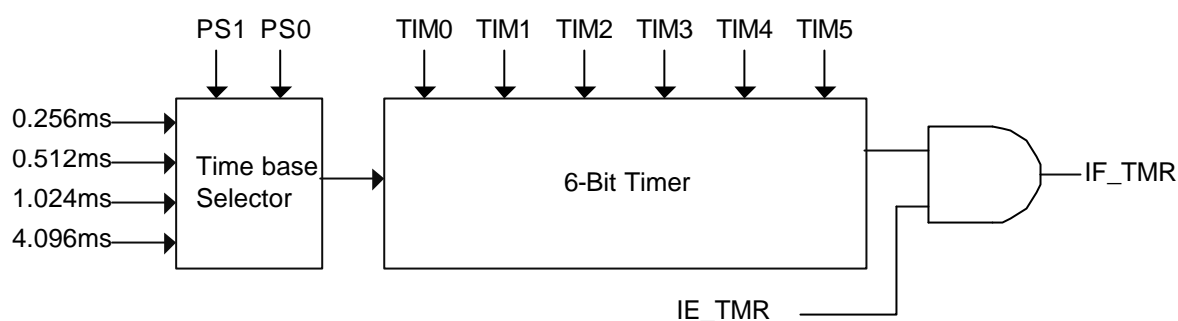 PS1 PS0 TIM0 TIM1 TIM2 TIM3 TIM4 TIM5
0.256ms
0.512ms
1.024ms
4.096ms
Time base
Selector
6-Bit Timer
IF_TMR
IE_TMR